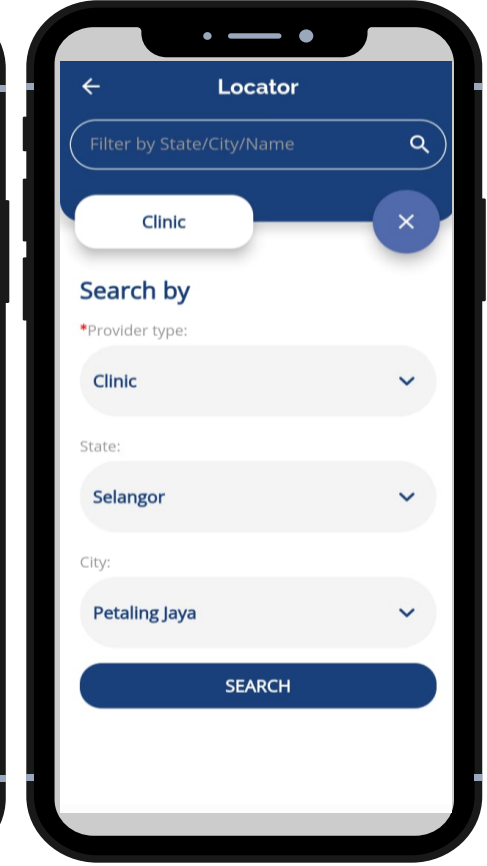 Locator
Filter by State/City/Name
Clinic
Search by
*Provider type:
Clinic
State:
Selangor
City:
Petaling Jaya
SEARCH